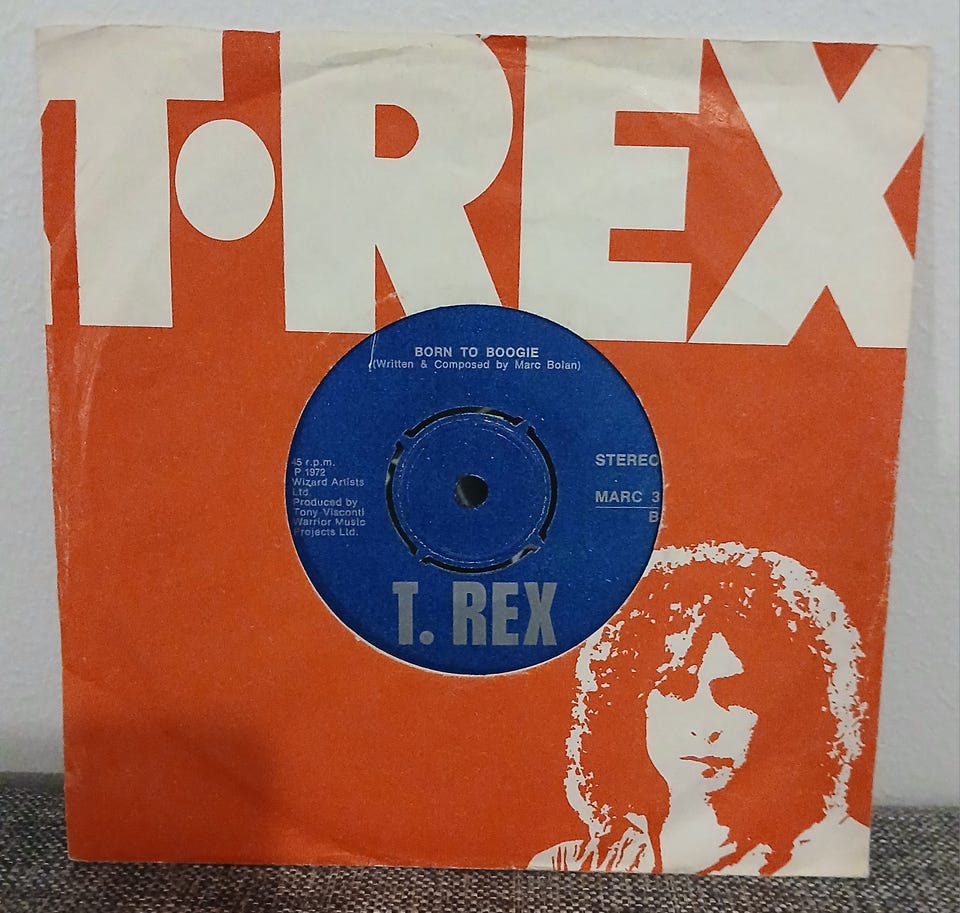 T·REX
BORN TO BOOGIE
(Written & Composed by Marc Bolan)
5 r.p.m.
P 1972
Wizard Artists
Ltd.
Produced by
Tony Visconti
Warrior Music
Projects Ltd.
STEREO
MARC 3
B
T. REX